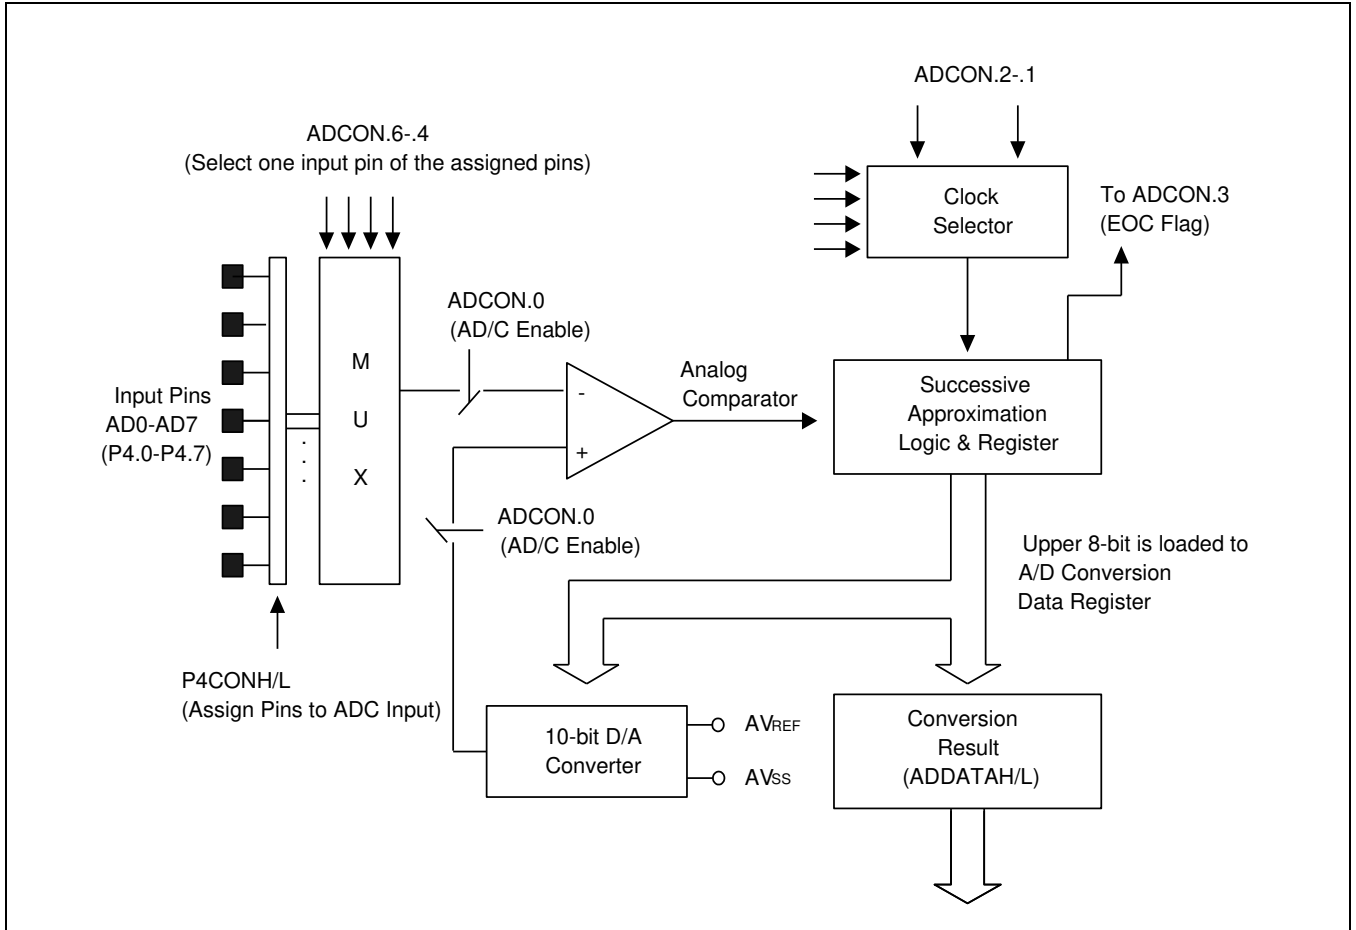 ADCON.2-.1
ADCON.6-.4
(Select one input pin of the assigned pins)
Clock
Selector
To ADCON.3
(EOC Flag)
ADCON.0
(AD/C Enable)
M
U
X
Input Pins
AD0-AD7
(P4.0-P4.7)
-
+
Analog
Comparator
Successive
Approximation
Logic & Register
ADCON.0
(AD/C Enable)
Upper 8-bit is loaded to
A/D Conversion
Data Register
P4CONH/L
(Assign Pins to ADC Input)
10-bit D/A
Converter
AVREF
AVSS
Conversion
Result
(ADDATAH/L)